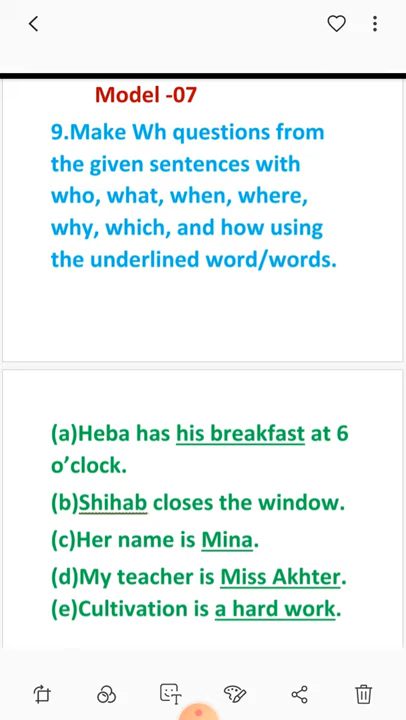 Model -07
9.Make Wh questions from
the given sentences with
who, what, when, where,
why, which, and how using
the underlined word/words.
(a)Heba has his breakfast at 6
o’clock.
(b)Shihab closes the window.
(c)Her name is Mina.
(d)My teacher is Miss Akhter.
(e)Cultivation is a hard work.